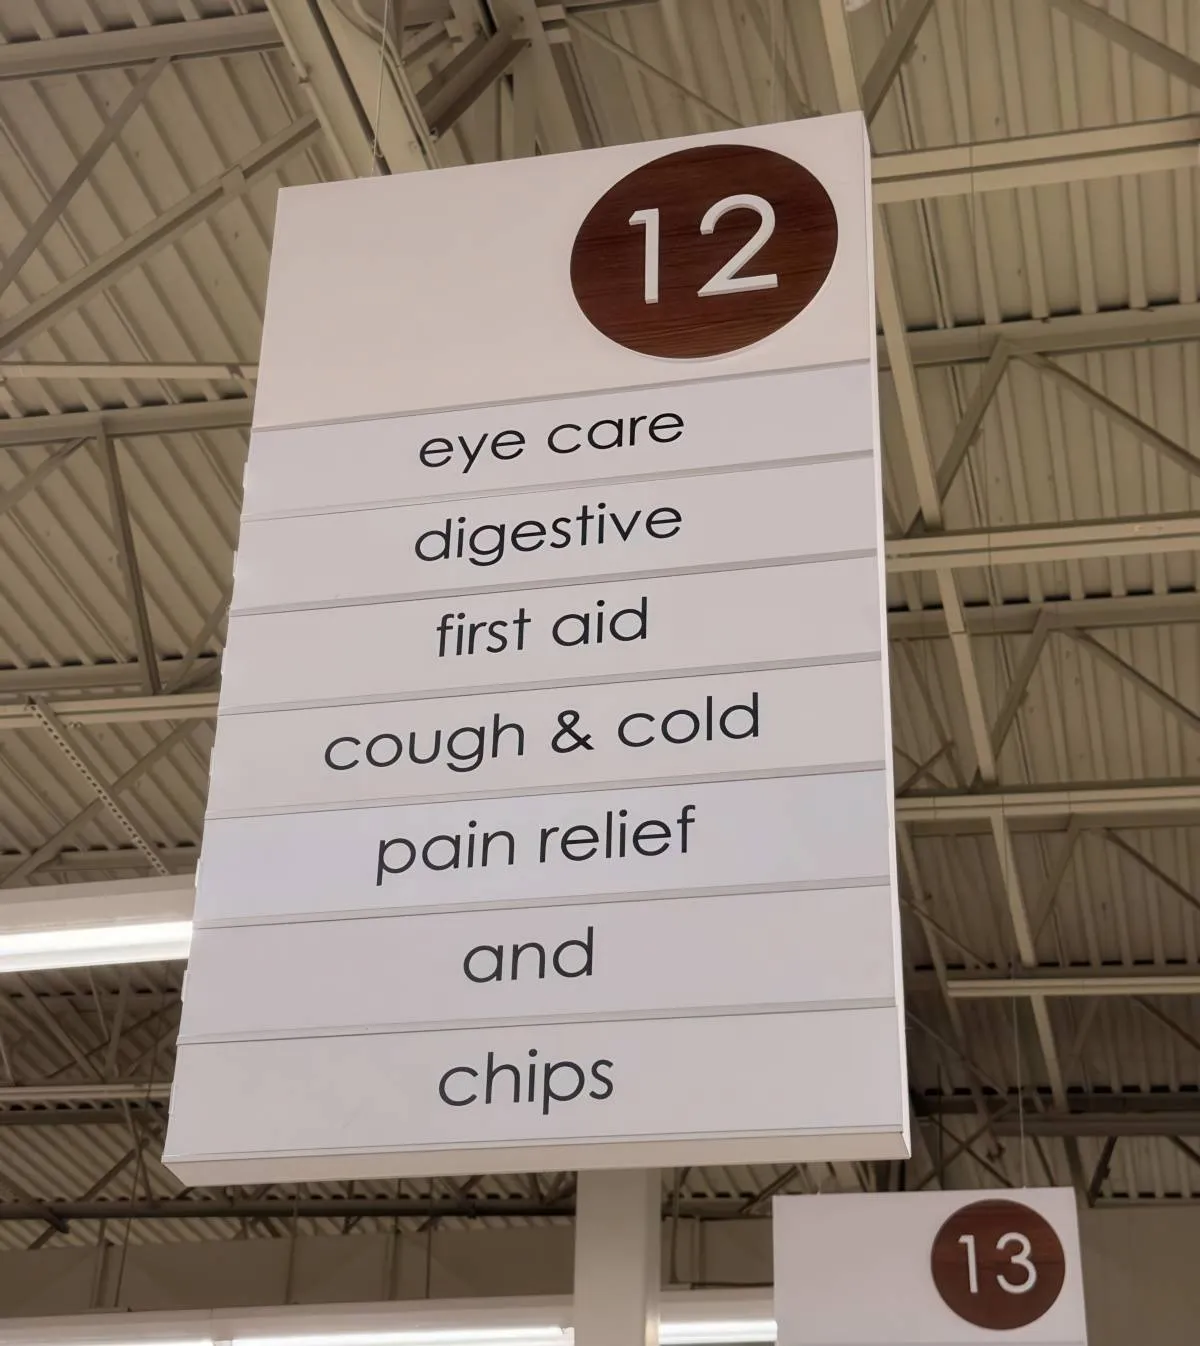 12
eye care
digestive
first aid
cough & cold
pain relief
and
chips
13